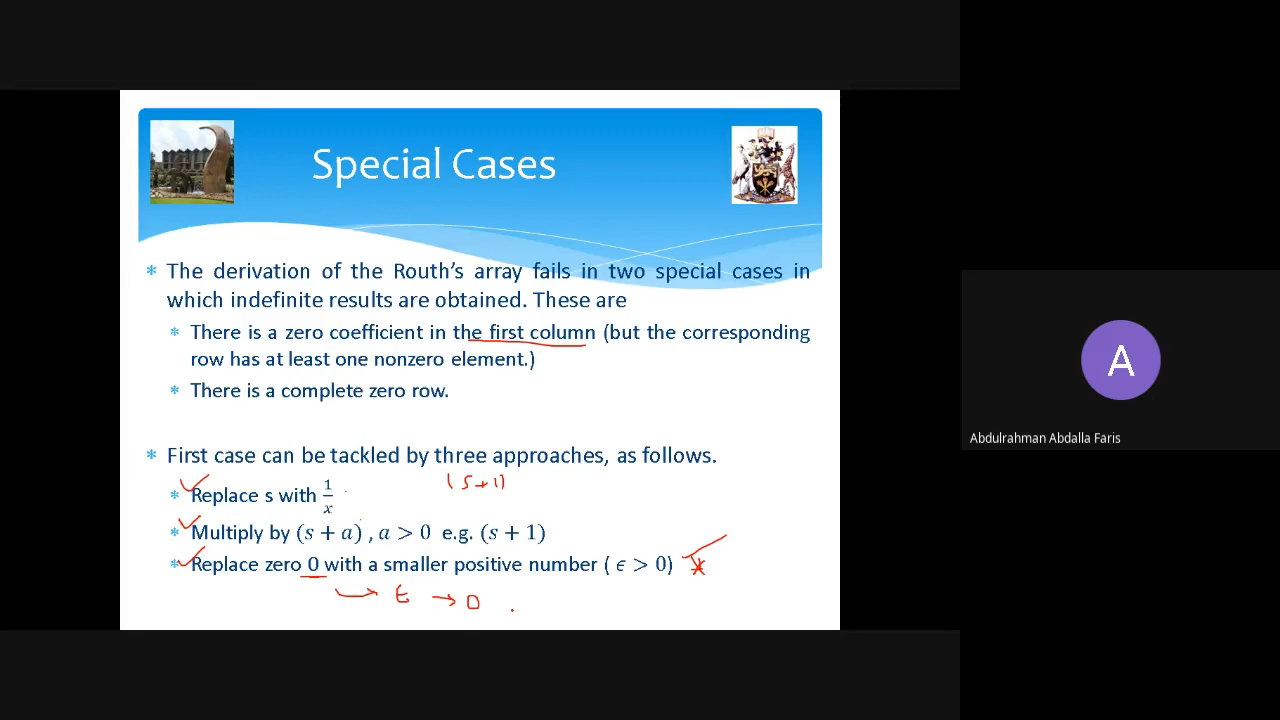 Special Cases
* The derivation of the Routh's array fails in two special cases in
which indefinite results are obtained. These are
* There is a zero coefficient in the first column (but the corresponding
row has at least one nonzero element.)
* There is a complete zero row.
* First case can be tackled by three approaches, as follows.
(s+1)
* Replace s with 1/x
* Multiply by (s + a) , a > 0 e.g. (s + 1)
* Replace zero 0 with a smaller positive number ( ϵ > 0)
→ ϵ → 0
A
Abdulrahman Abdalla Faris